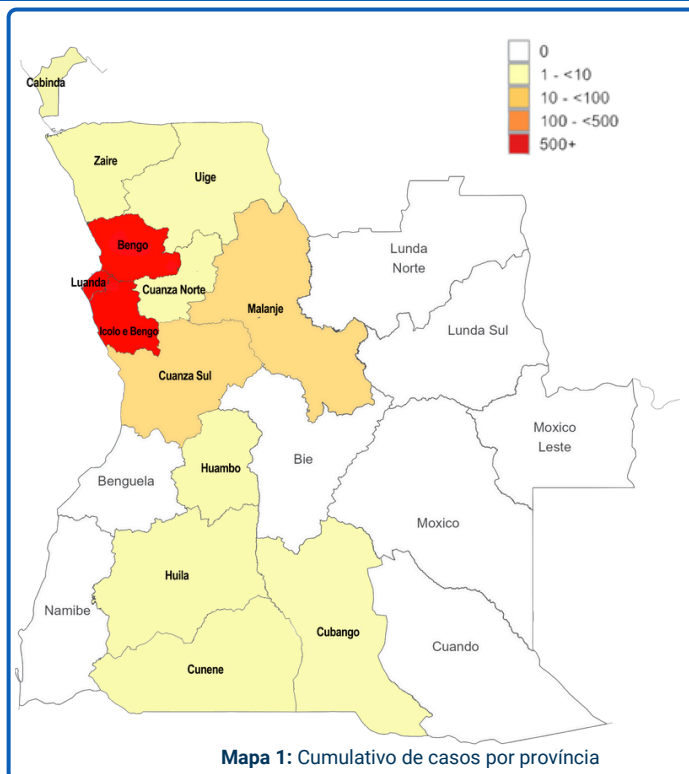 0
1 - <10
10 - <100
100 - <500
500+
Cabinda
Zaire
Uige
Bengo
Luanda
Cuanza Norte
Icolo e Bengo
Malanje
Lunda
Norte
Lunda Sul
Cuanza Sul
Moxico
Leste
Benguela
Huambo
Bie
Moxico
Huila
Namibe
Cubango
Cuando
Cunene
Mapa 1: Cumulativo de casos por província